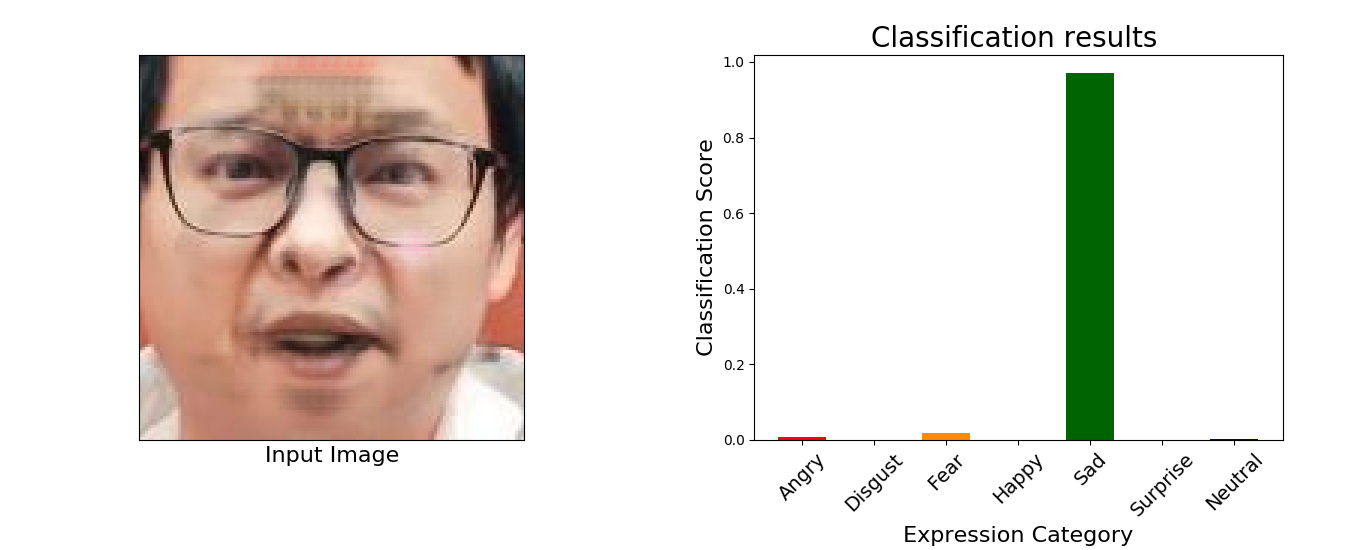 Classification results
Classification Score
1.0
0.8
0.6
0.4
0.2
0.0
Angry
Disgust
Fear
Happy
Sad
Surprise
Neutral
Expression Category
Input Image